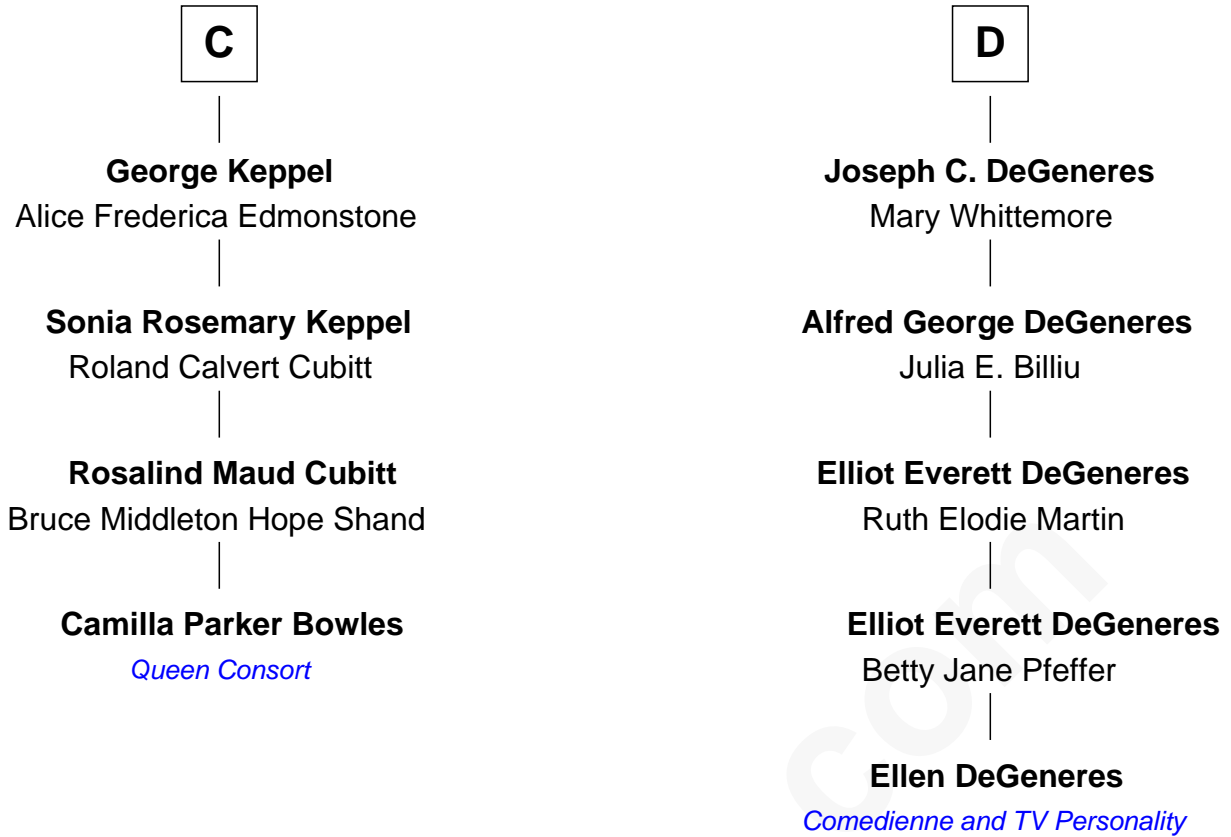 C
George Keppel
Alice Frederica Edmonstone
Sonia Rosemary Keppel
Roland Calvert Cubitt
Rosalind Maud Cubitt
Bruce Middleton Hope Shand
Camilla Parker Bowles
Queen Consort
D
Joseph C. DeGeneres
Mary Whittemore
Alfred George DeGeneres
Julia E. Billiu
Elliot Everett DeGeneres
Ruth Elodie Martin
Elliot Everett DeGeneres
Betty Jane Pfeffer
Ellen DeGeneres
Comedienne and TV Personality
com